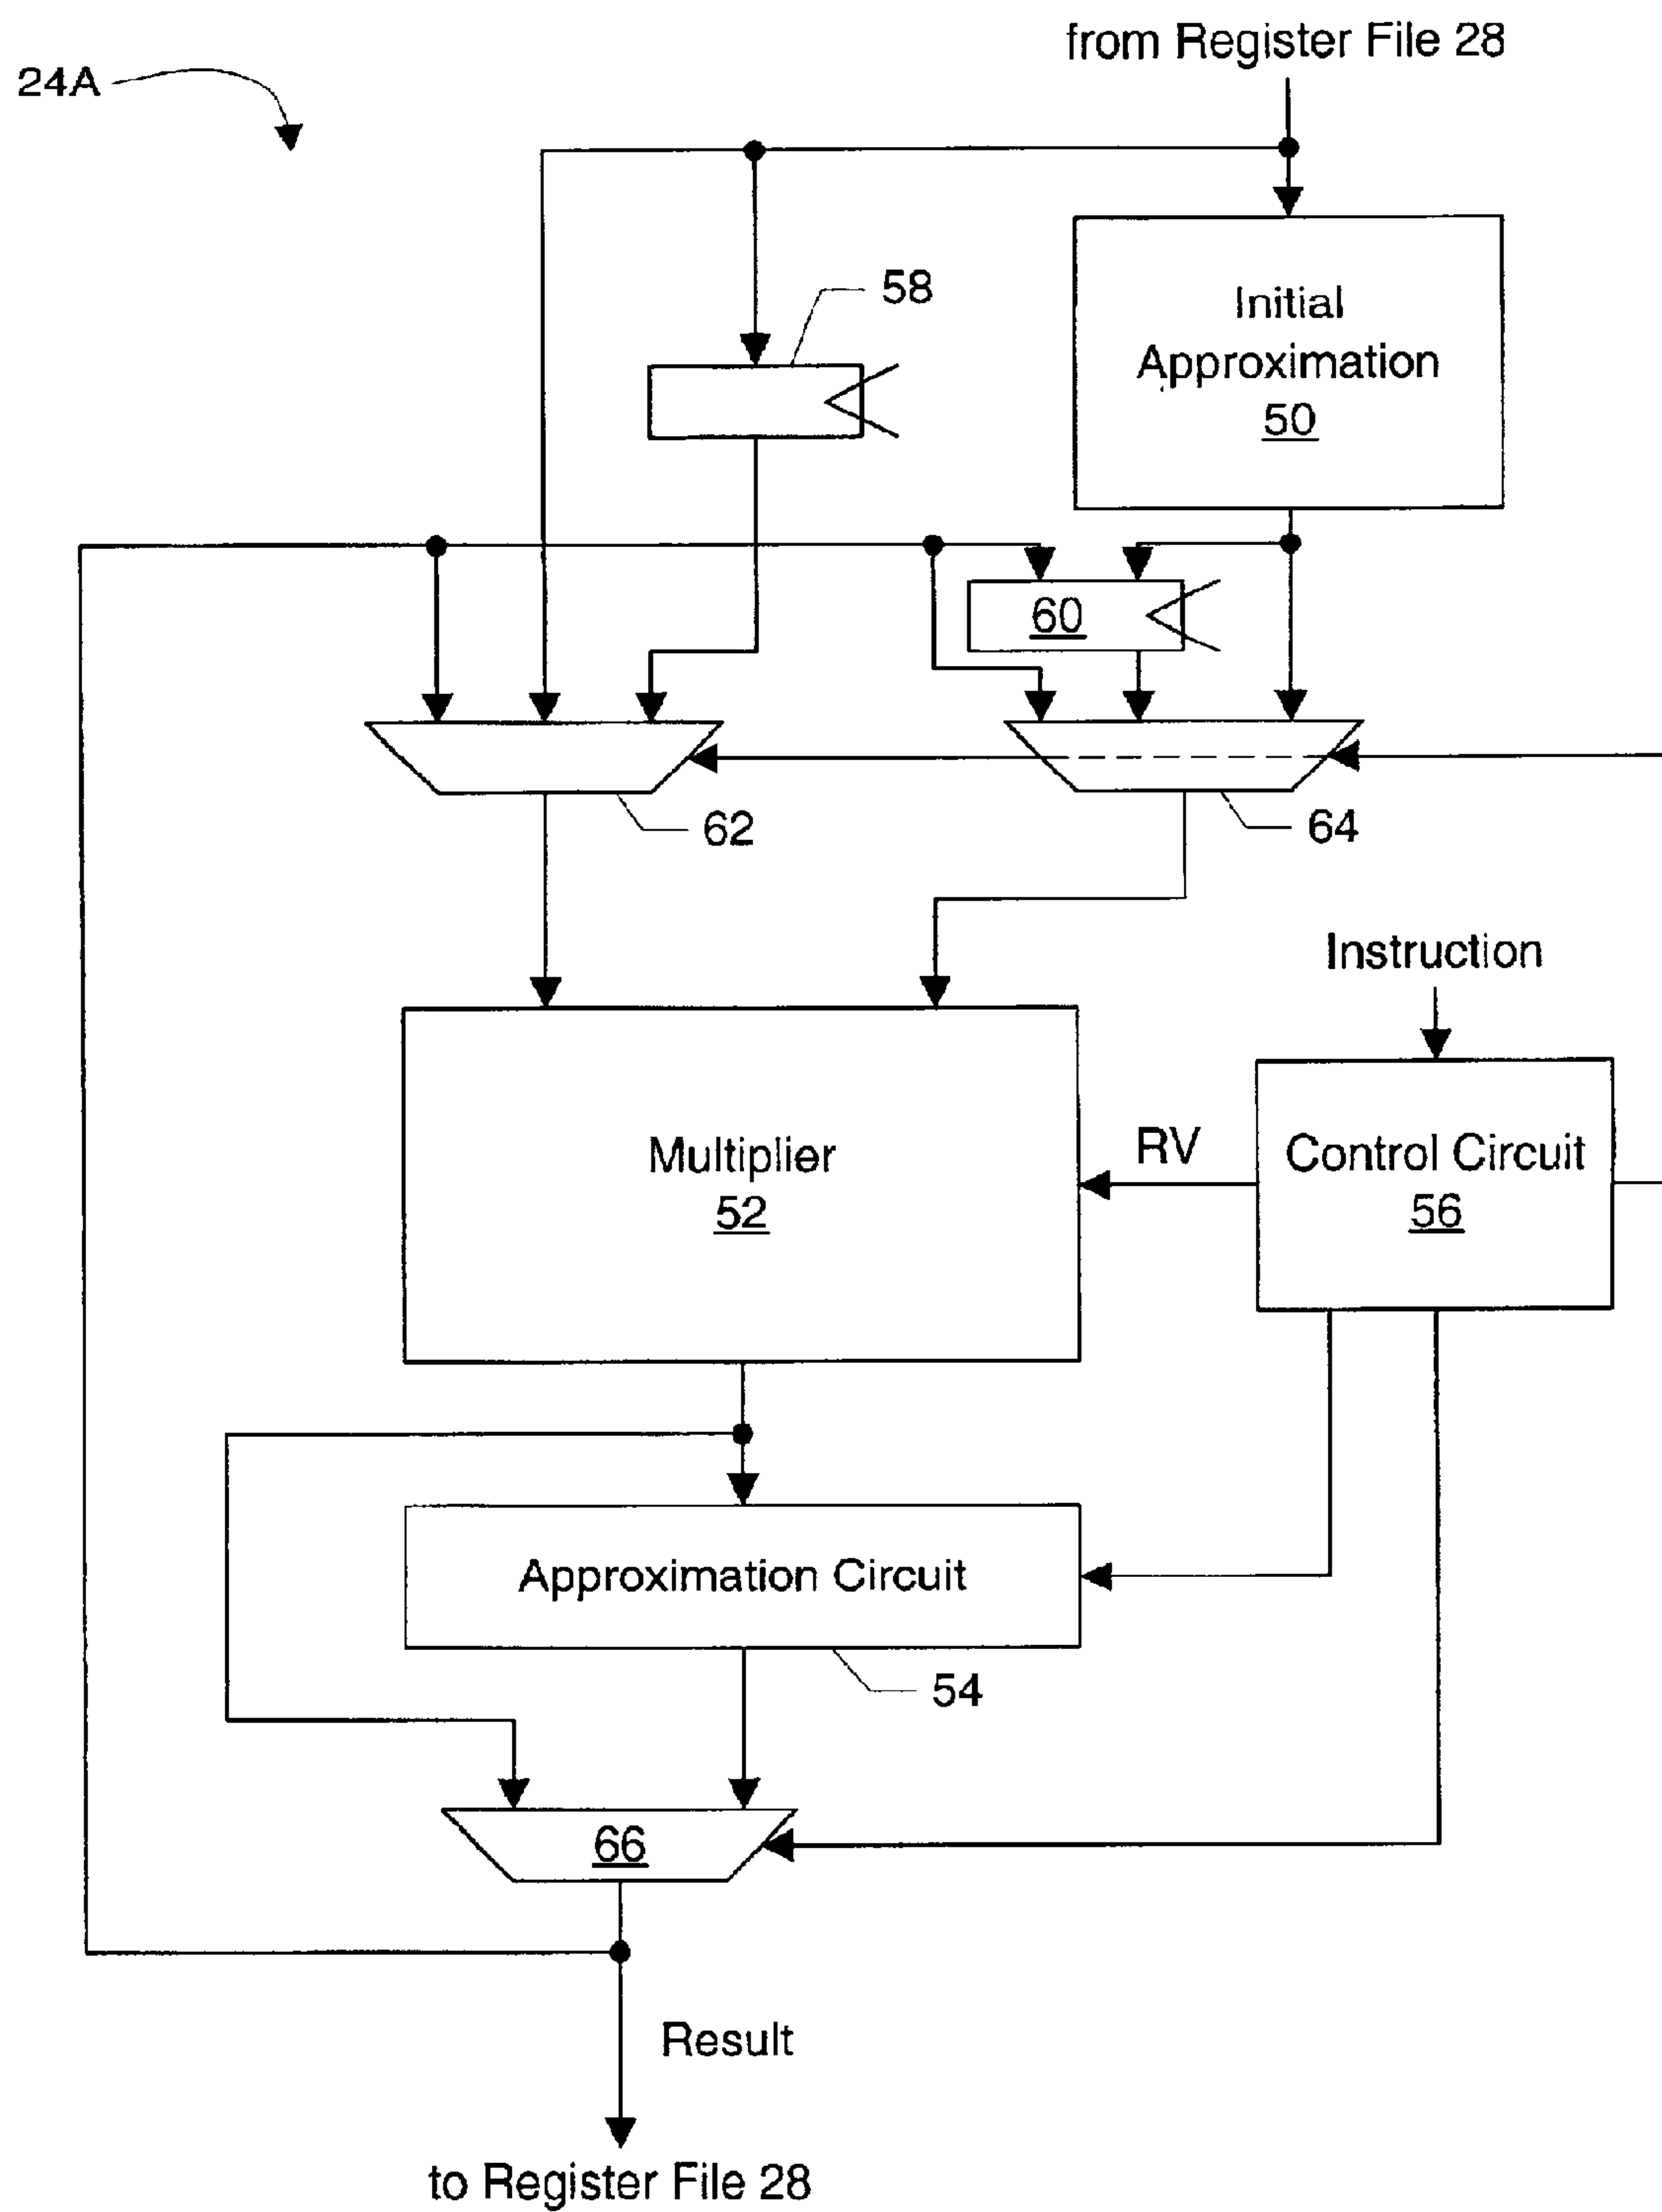 from Register File 28
24A
58
Initial
Approximation
50
60
62
64
Instruction
Multiplier
52
RV
Control Circuit
56
Approximation Circuit
54
66
Result
to Register File 28